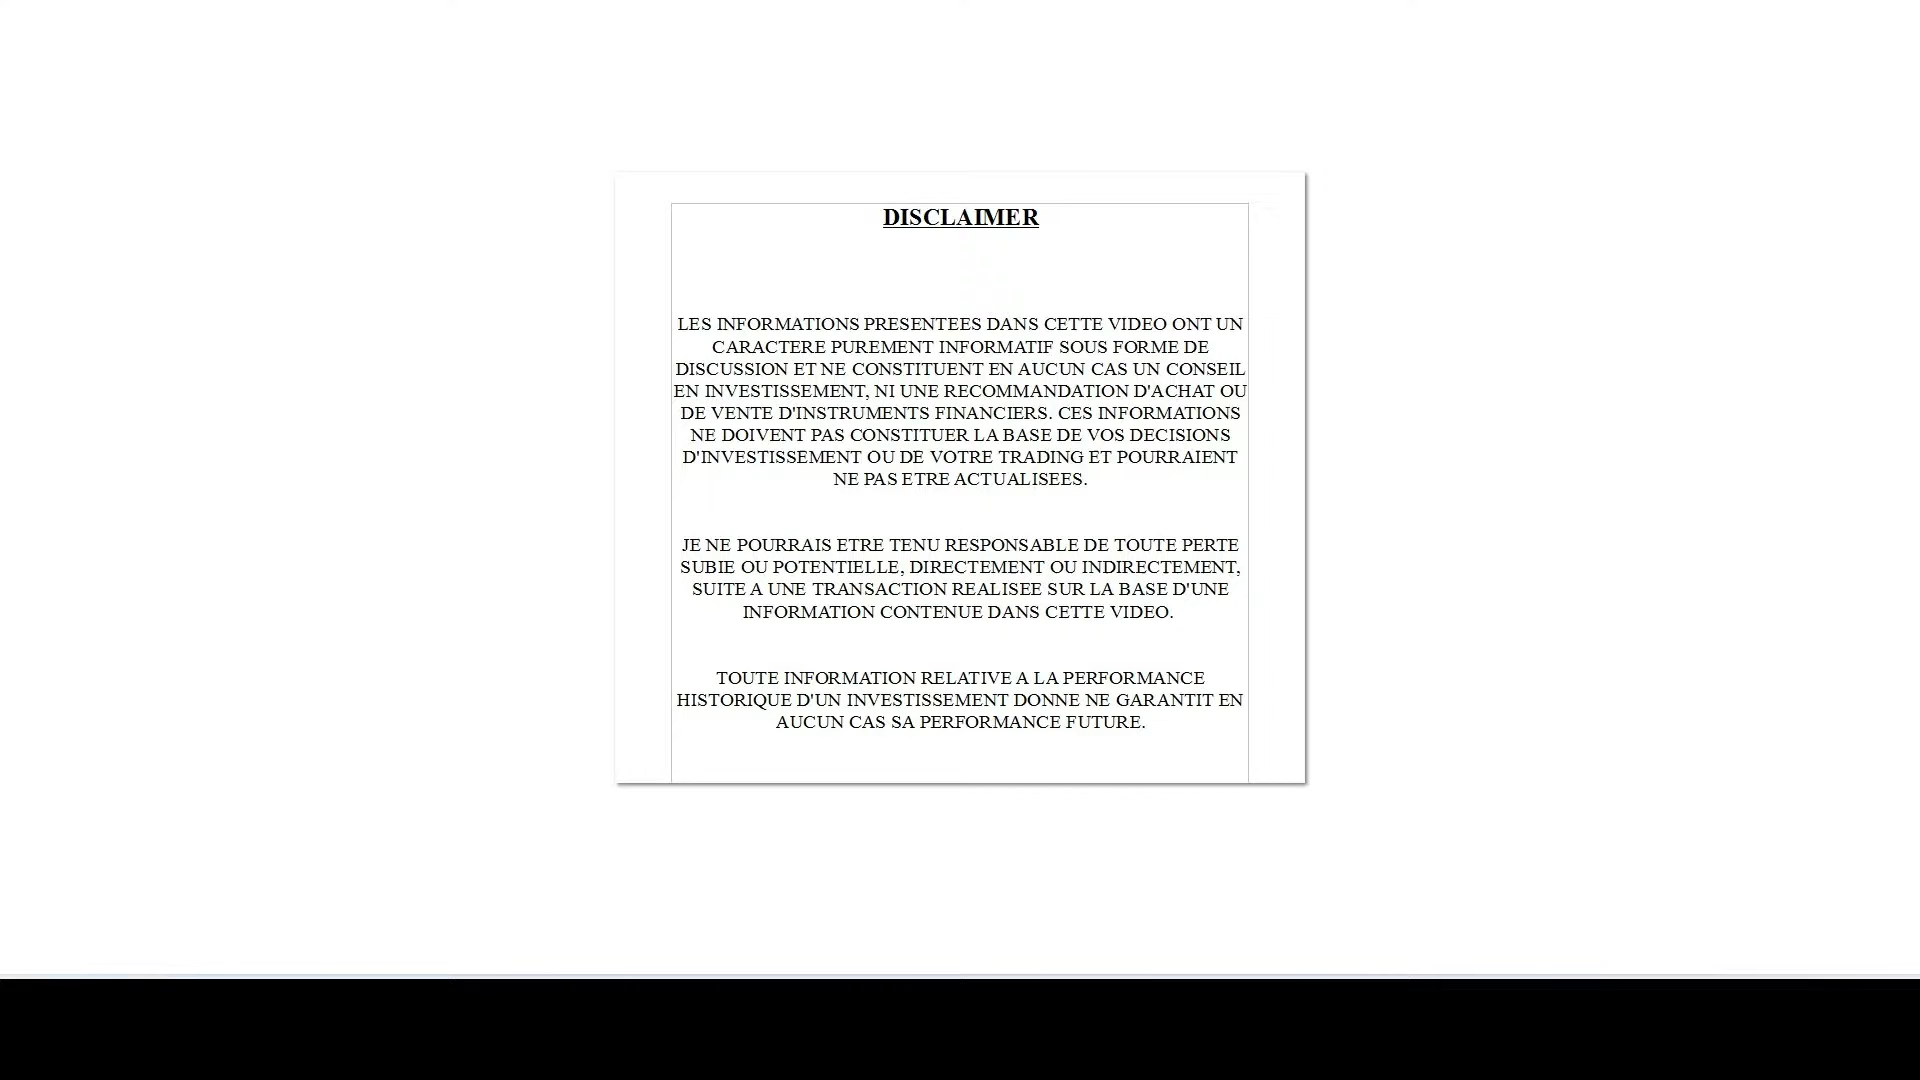 DISCLAIMER
LES INFORMATIONS PRESENTEES DANS CETTE VIDEO ONT UN
CARACTERE PUREMENT INFORMATIF SOUS FORME DE
DISCUSSION ET NE CONSTITUENT EN AUCUN CAS UN CONSEIL
EN INVESTISSEMENT, NI UNE RECOMMANDATION D'ACHAT OU
DE VENTE D'INSTRUMENTS FINANCIERS. CES INFORMATIONS
NE DOIVENT PAS CONSTITUER LA BASE DE VOS DECISIONS
D'INVESTISSEMENT OU DE VOTRE TRADING ET POURRAIENT
NE PAS ETRE ACTUALISEES.
JE NE POURRAIS ETRE TENU RESPONSABLE DE TOUTE PERTE
SUBIE OU POTENTIELLE, DIRECTEMENT OU INDIRECTEMENT,
SUITE A UNE TRANSACTION REALISEE SUR LA BASE D'UNE
INFORMATION CONTENUE DANS CETTE VIDEO.
TOUTE INFORMATION RELATIVE A LA PERFORMANCE
HISTORIQUE D'UN INVESTISSEMENT DONNE NE GARANTIT EN
AUCUN CAS SA PERFORMANCE FUTURE.